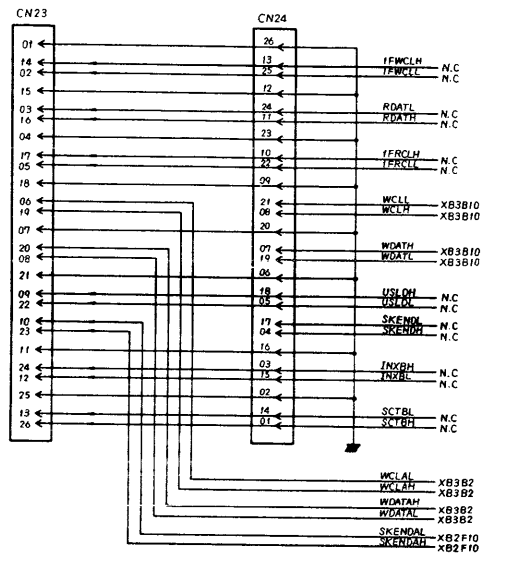 CN23 CN24
01 26
14 13 1FWCLH N.C
02 25 1FWCLL N.C
15 12
03 24 RDATL N.C
16 11 RDATH N.C
04 23
17 10 1FRCLH N.C
05 22 1FRCLL N.C
18 09
06 21 WCLL XB3B10
19 08 WCLH XB3B10
07 20
20 07 WDATH XB3B10
08 19 WDATL XB3B10
21 06
09 18 USLDH N.C
22 05 USLDL N.C
10 17 SKENDL N.C
23 04 SKENDH N.C
11 16
24 03 INXBH N.C
12 15 INXBL N.C
25 02
13 14 SCTBL N.C
26 01 SCTBH N.C
WCLAL XB3B2
WCLAH XB3B2
WDATAH XB3B2
WDATAL XB3B2
SKENDAL XB2F10
SKENDAH XB2F10